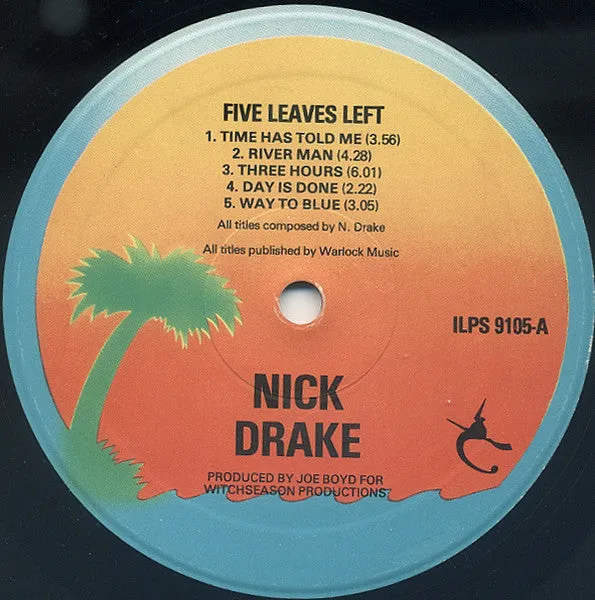 FIVE LEAVES LEFT
1. TIME HAS TOLD ME (3.56)
2. RIVER MAN (4.28)
3. THREE HOURS (6.01)
4. DAY IS DONE (2.22)
5. WAY TO BLUE (3.05)
All titles composed by N. Drake
All titles published by Warlock Music
ILPS 9105-A
NICK
DRAKE
PRODUCED BY JOE BOYD FOR
WITCHSEASON PRODUCTIONS